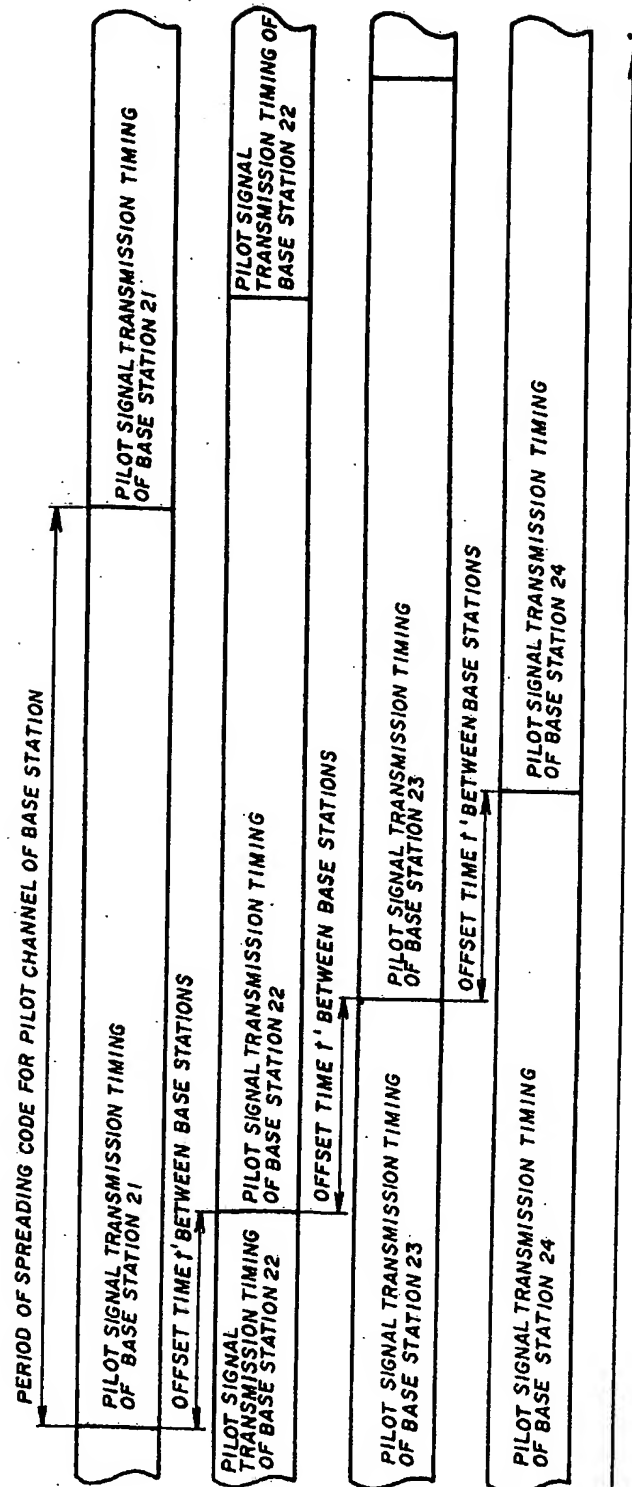 PERIOD OF SPREADING CODE FOR PILOT CHANNEL OF BASE STATION
PILOT SIGNAL TRANSMISSION TIMING
OF BASE STATION 21
PILOT SIGNAL TRANSMISSION TIMING
OF BASE STATION 21
OFFSET TIME t' BETWEEN BASE STATIONS
PILOT SIGNAL
TRANSMISSION TIMING
OF BASE STATION 22
PILOT SIGNAL TRANSMISSION TIMING
OF BASE STATION 22
PILOT SIGNAL
TRANSMISSION TIMING OF
BASE STATION 22
OFFSET TIME t' BETWEEN BASE STATIONS
PILOT SIGNAL TRANSMISSION TIMING
OF BASE STATION 23
PILOT SIGNAL TRANSMISSION TIMING
OF BASE STATION 23
OFFSET TIME t' BETWEEN BASE STATIONS
PILOT SIGNAL TRANSMISSION TIMING
OF BASE STATION 24
PILOT SIGNAL TRANSMISSION TIMING
OF BASE STATION 24